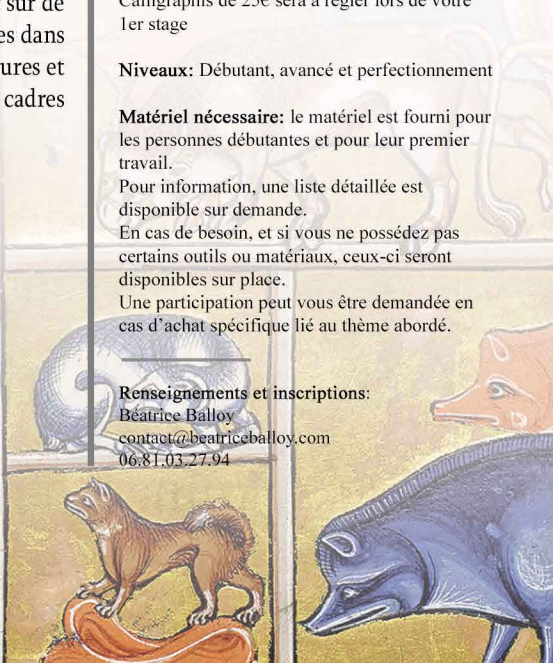 sur de
es dans
ures et
cadres
Calligraphis de 25€ sera à régler lors de votre
1er stage
Niveaux: Débutant, avancé et perfectionnement
Matériel nécessaire: le matériel est fourni pour
les personnes débutantes et pour leur premier
travail.
Pour information, une liste détaillée est
disponible sur demande.
En cas de besoin, et si vous ne possédez pas
certains outils ou matériaux, ceux-ci seront
disponibles sur place.
Une participation peut vous être demandée en
cas d’achat spécifique lié au thème abordé.
Renseignements et inscriptions:
Béatrice Balloy
contact@beatriceballoy.com
06.81.03.27.94